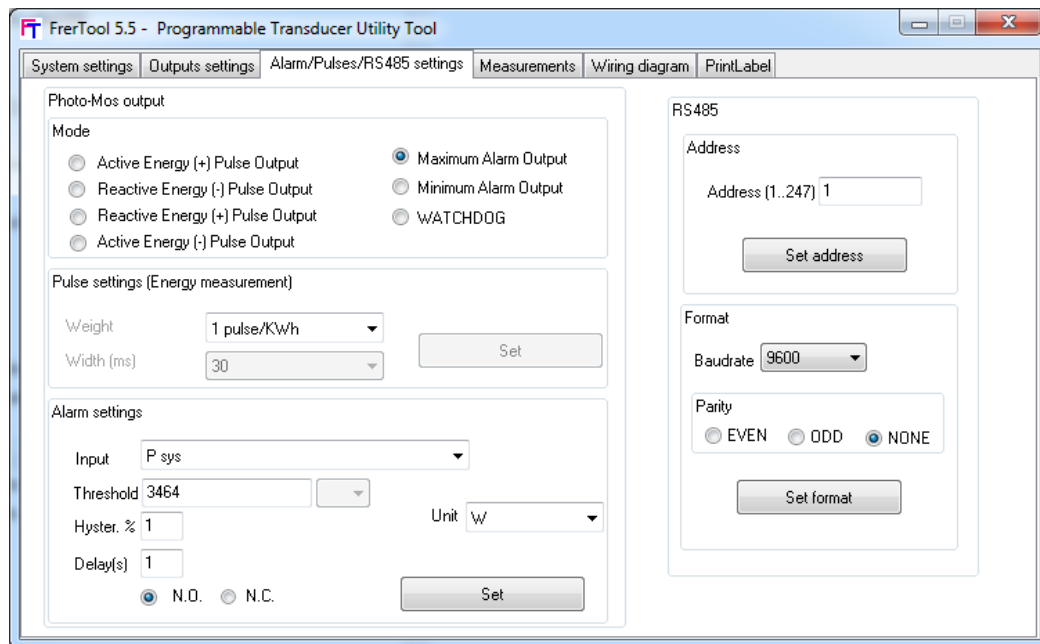 FT FrerTool 5.5 - Programmable Transducer Utility Tool
System settings Outputs settings Alarm/Pulses/RS485 settings Measurements Wiring diagram PrintLabel
Photo-Mos output
Mode
Active Energy (+) Pulse Output
Reactive Energy (-) Pulse Output
Reactive Energy (+) Pulse Output
Active Energy (-) Pulse Output
Maximum Alarm Output
Minimum Alarm Output
WATCHDOG
Pulse settings (Energy measurement)
Weight 1 pulse/KWh
Width (ms) 30
Set
Alarm settings
Input P sys
Threshold 3464
Hyster. % 1
Unit W
Delay(s) 1
N.O. N.C.
Set
RS485
Address
Address (1..247) 1
Set address
Format
Baudrate 9600
Parity
EVEN ODD NONE
Set format